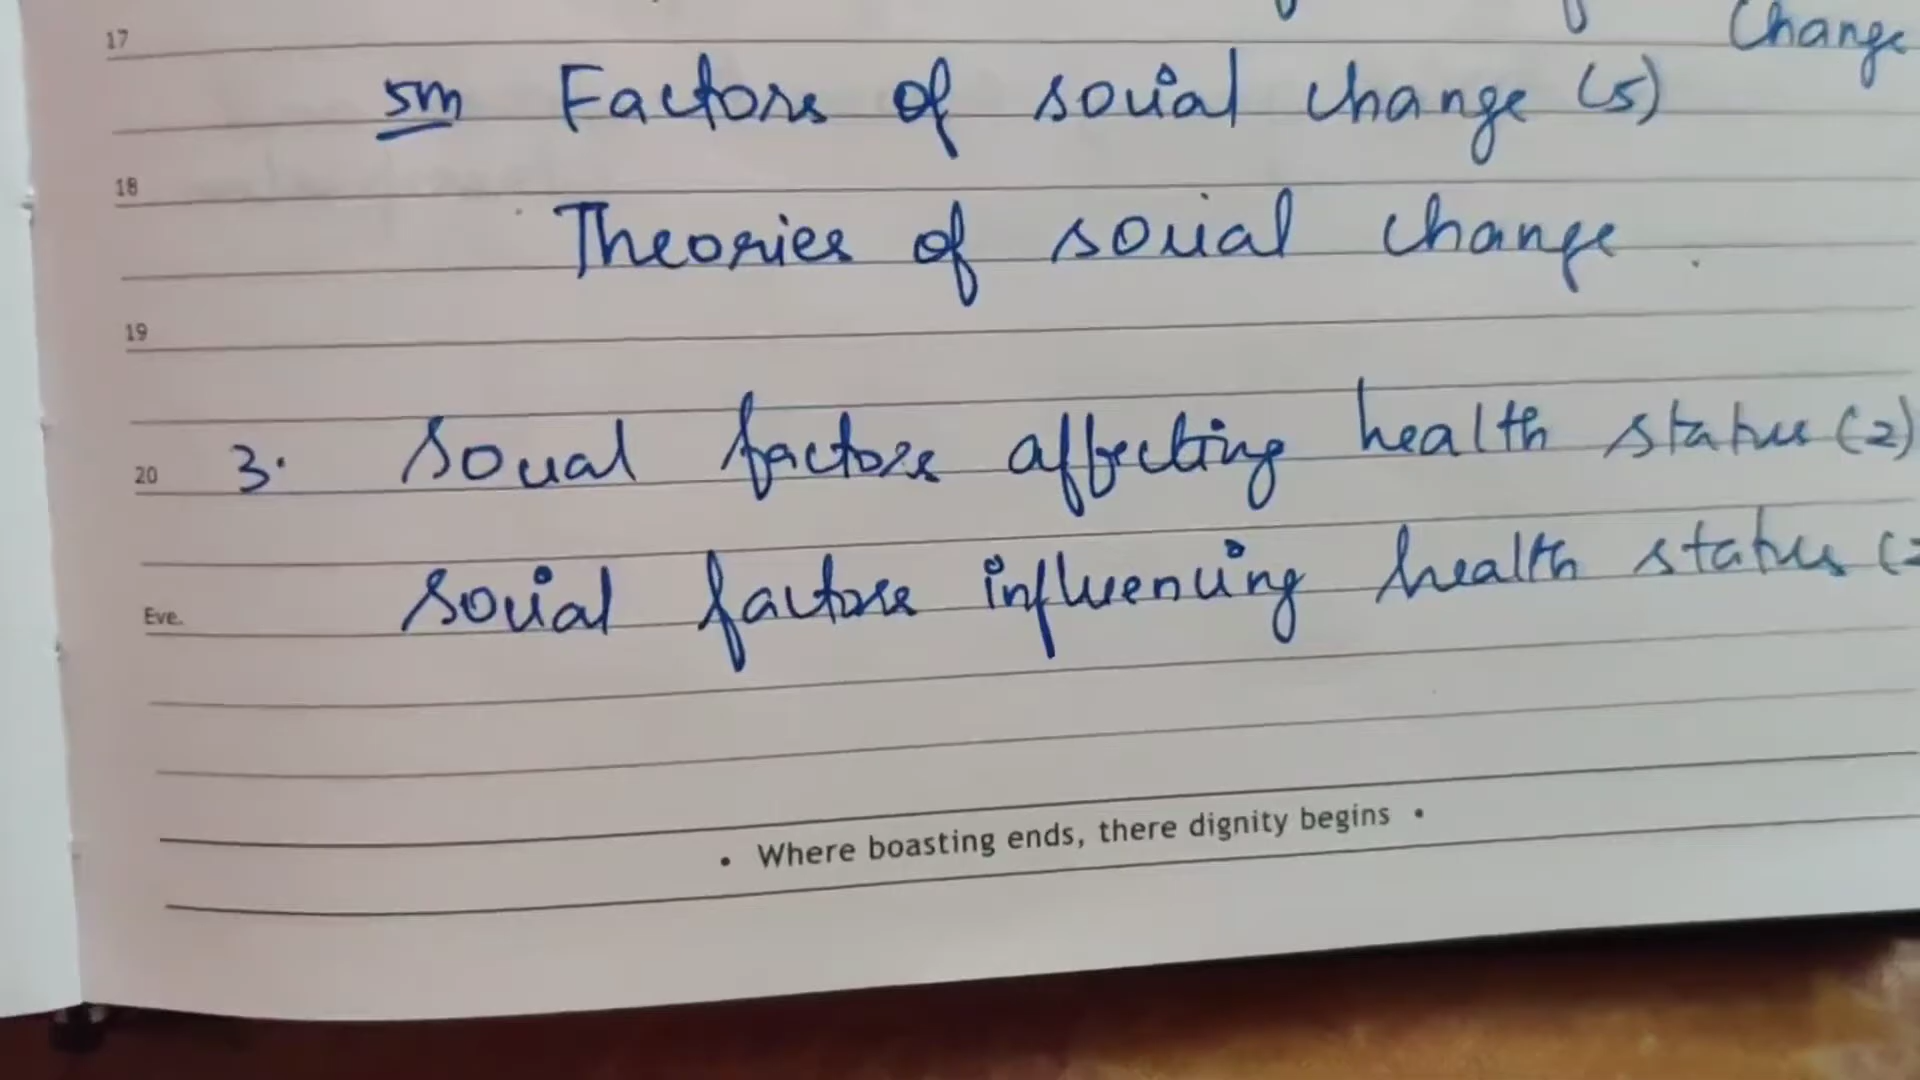 Change
17
5m Factors of social change (5)
18
Theories of social change
19
20 3. Social factors affecting health status (2)
Eve. Social factors influencing health status
• Where boasting ends, there dignity begins •